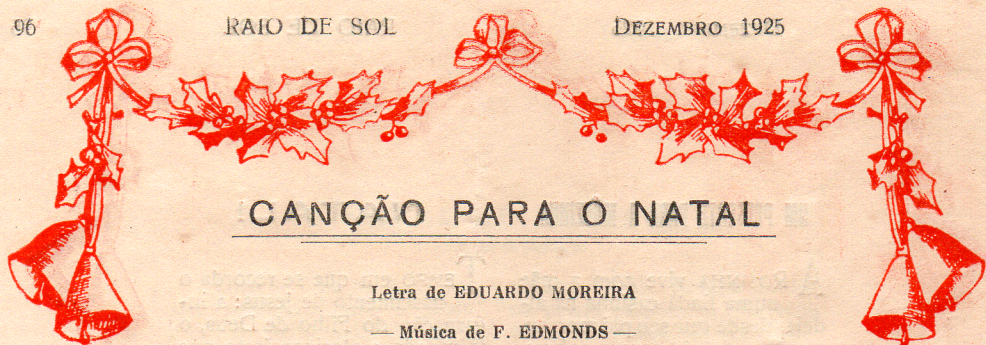 96 RAIO DE SOL DEZEMBRO 1925
CANÇÃO PARA O NATAL
Letra de EDUARDO MOREIRA
— Música de F. EDMONDS —